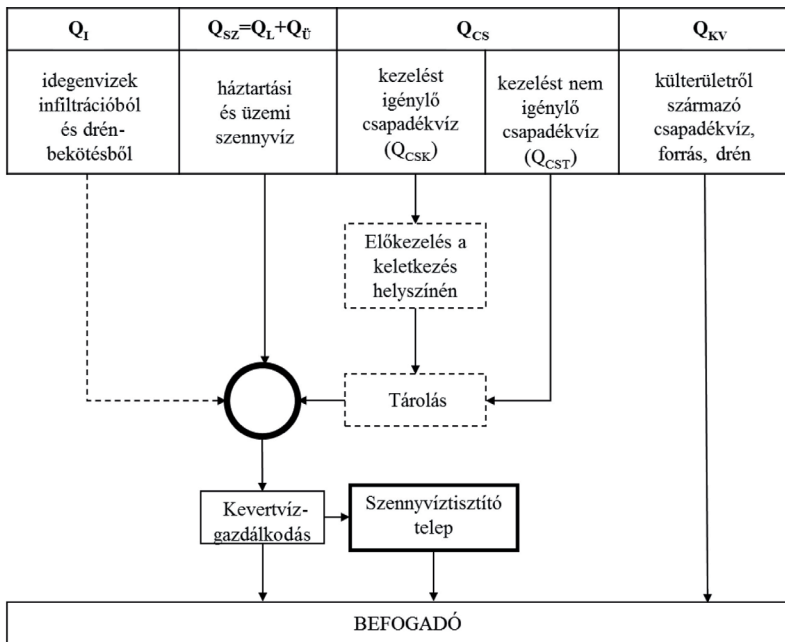 Q_I
Q_SZ=Q_L+Q_Ü
Q_CS
Q_KV
idegenvizek
infiltrációból
és drén-
bekötésből
háztartási
és üzemi
szennyvíz
kezelést
igénylő
csapadékvíz
(Q_CSK)
kezelést nem
igénylő
csapadékvíz
(Q_CST)
külterületről
származó
csapadékvíz,
forrás, drén
Előkezelés a
keletkezés
helyszínén
Tárolás
Kevertvíz-
gazdálkodás
Szennyvíztisztító
telep
BEFOGADÓ